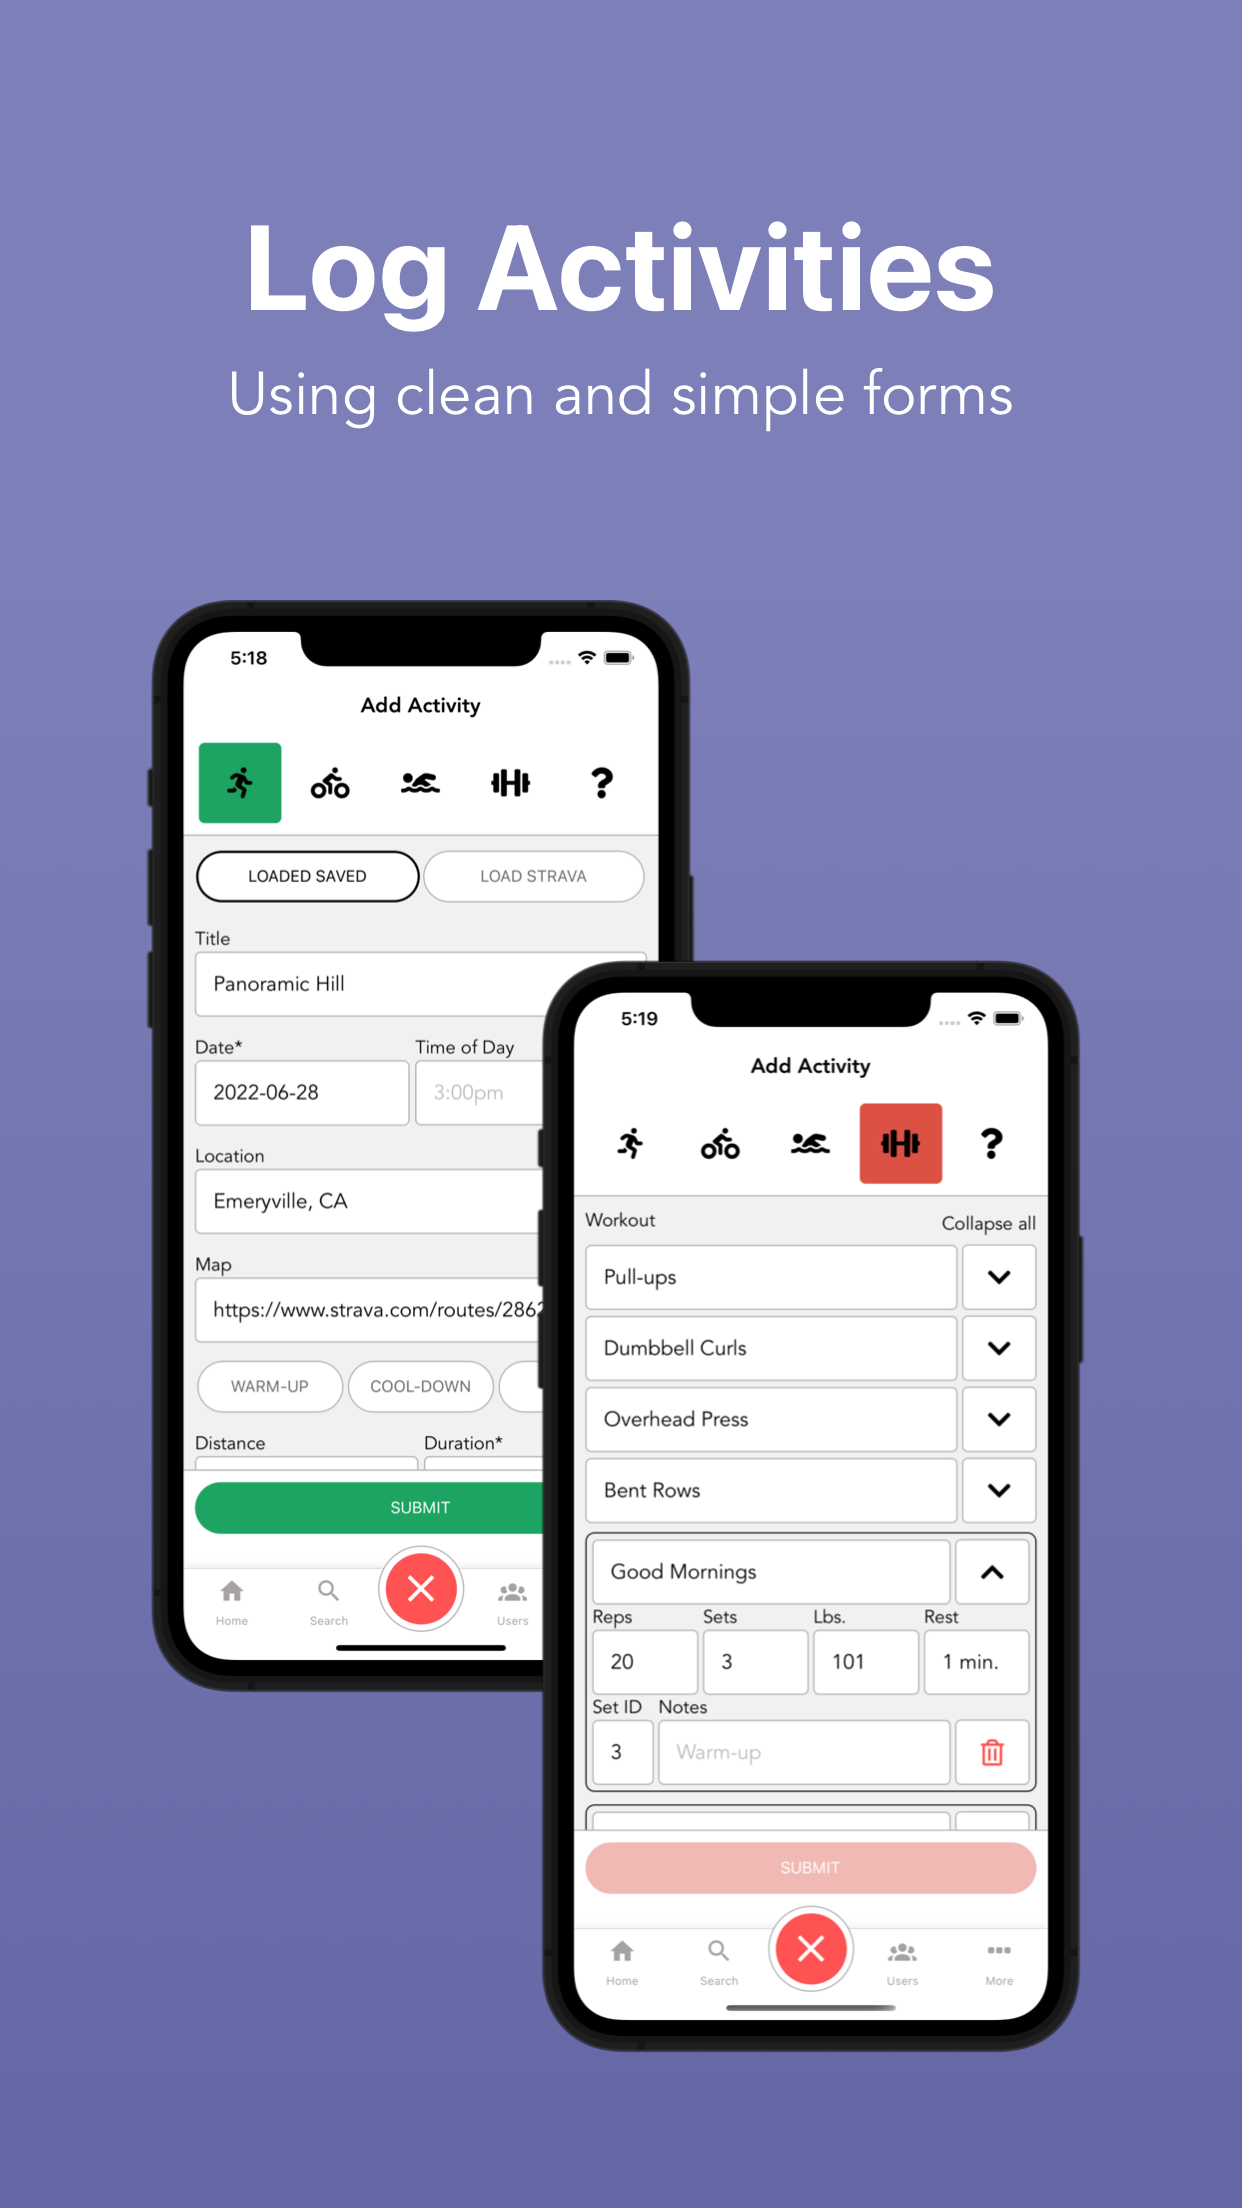 Log Activities
Using clean and simple forms
5:18
Add Activity
?
LOADED SAVED
LOAD STRAVA
Title
Panoramic Hill
Date*
Time of Day
2022-06-28
3:00pm
Location
Emeryville, CA
Map
https://www.strava.com/routes/2862
WARM-UP
COOL-DOWN
Distance
Duration*
SUBMIT
Home
Search
Users
5:19
Add Activity
?
Workout
Collapse all
Pull-ups
Dumbbell Curls
Overhead Press
Bent Rows
Good Mornings
Reps
Sets
Lbs.
Rest
20
3
101
1 min.
Set ID
Notes
3
Warm-up
SUBMIT
Home
Search
Users
More